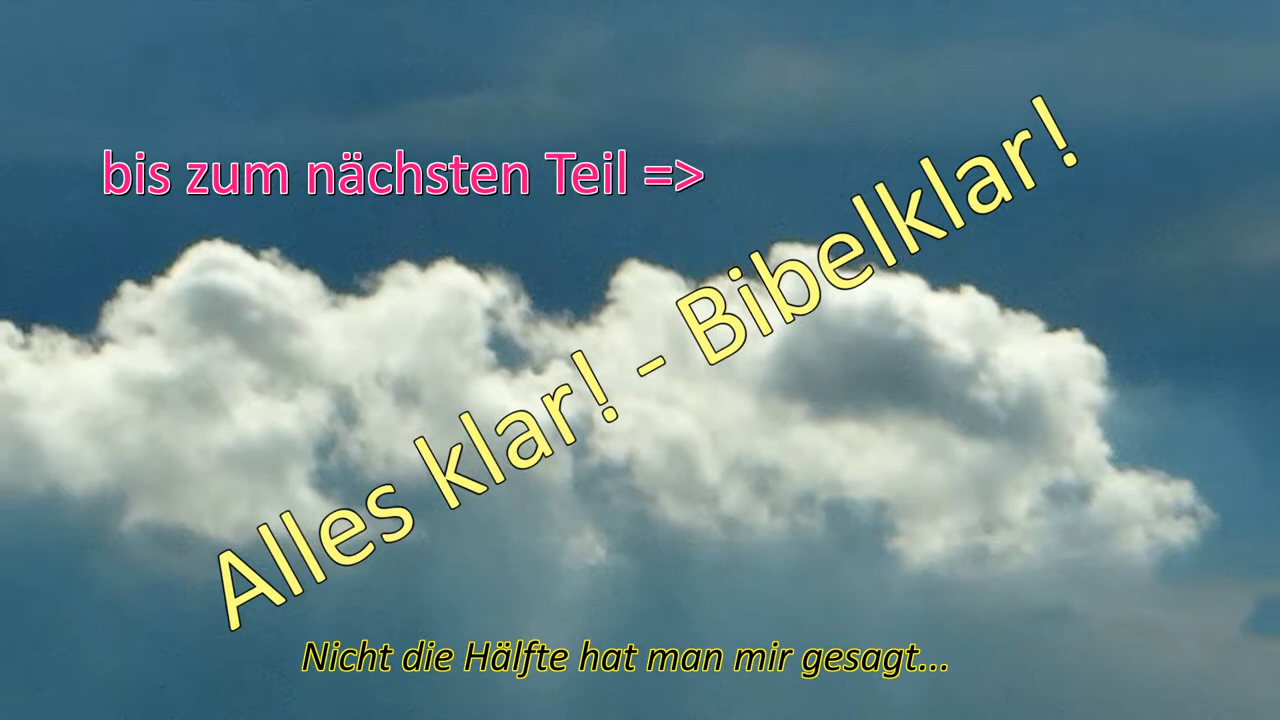 bis zum nächsten Teil =>
Alles klar! - Bibelklar!
Nicht die Hälfte hat man mir gesagt...